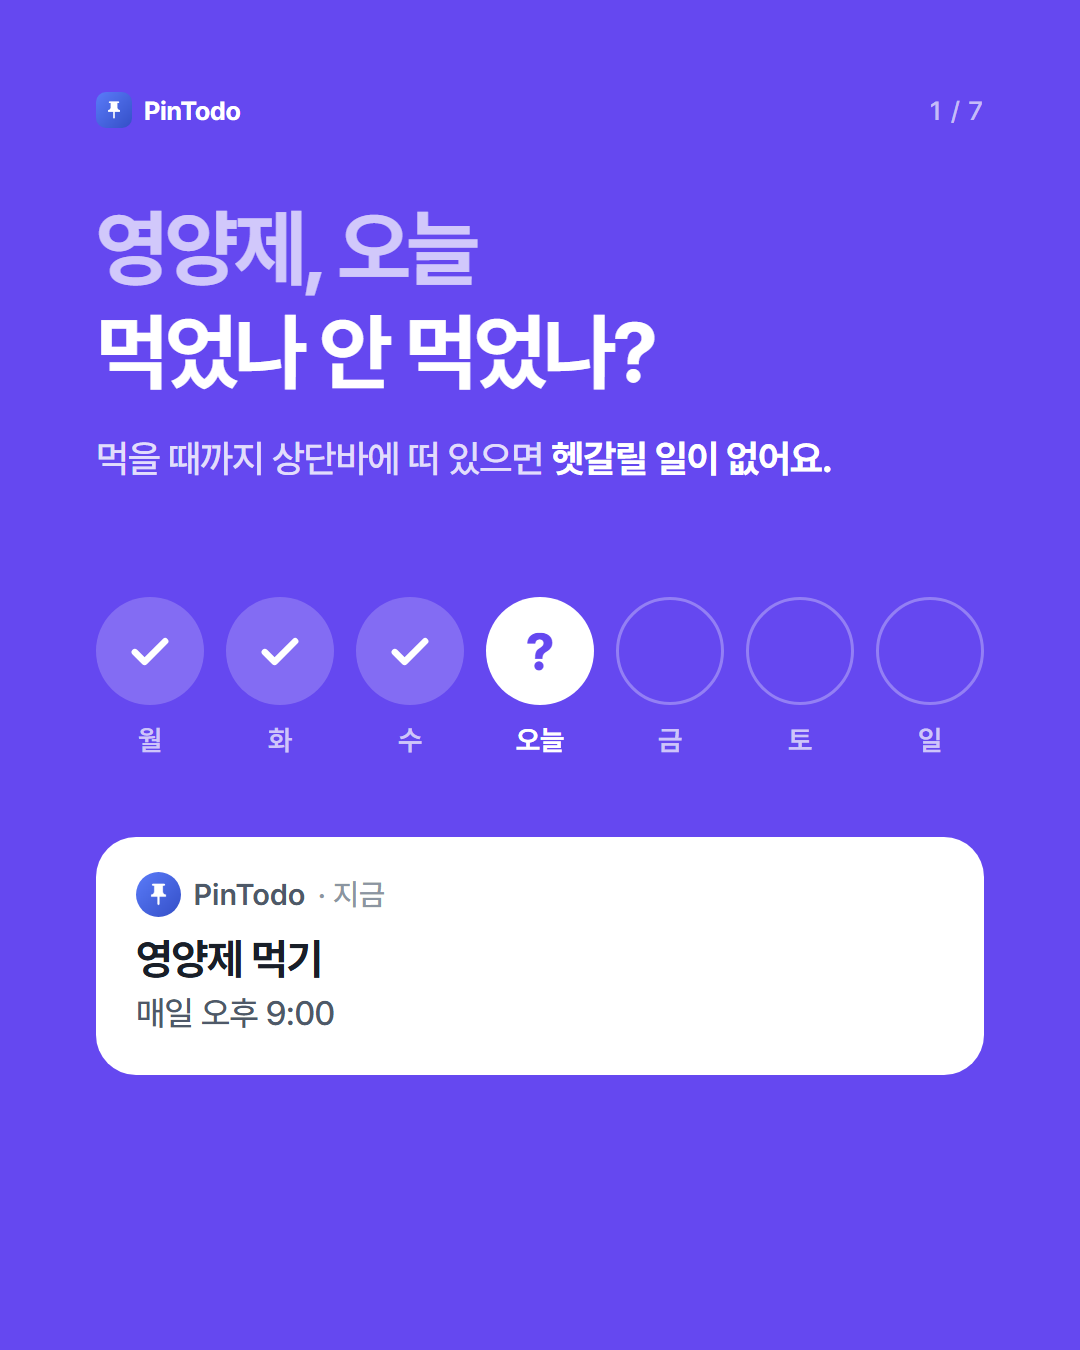 PinTodo
1 / 7
영양제, 오늘
먹었나 안 먹었나?
먹을 때까지 상단바에 떠 있으면 헷갈릴 일이 없어요.
?
월 화 수 오늘 금 토 일
PinTodo · 지금
영양제 먹기
매일 오후 9:00